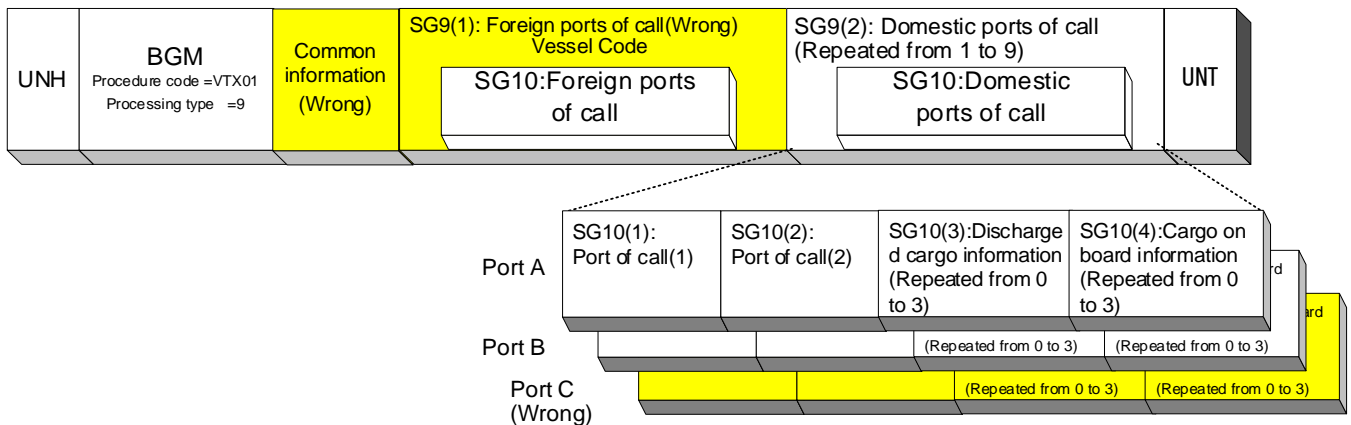 UNH
BGM
Procedure code =VTX01
Processing type =9
Common
information
(Wrong)
SG9(1): Foreign ports of call(Wrong)
Vessel Code
SG10:Foreign ports
of call
SG9(2): Domestic ports of call
(Repeated from 1 to 9)
SG10:Domestic
ports of call
UNT
Port A
SG10(1):
Port of call(1)
SG10(2):
Port of call(2)
SG10(3):Discharge
d cargo information
(Repeated from 0
to 3)
SG10(4):Cargo on
board information
(Repeated from 0
to 3)
rd
Port B
(Repeated from 0 to 3)
(Repeated from 0 to 3)
ard
Port C
(Wrong)
(Repeated from 0 to 3)
(Repeated from 0 to 3)